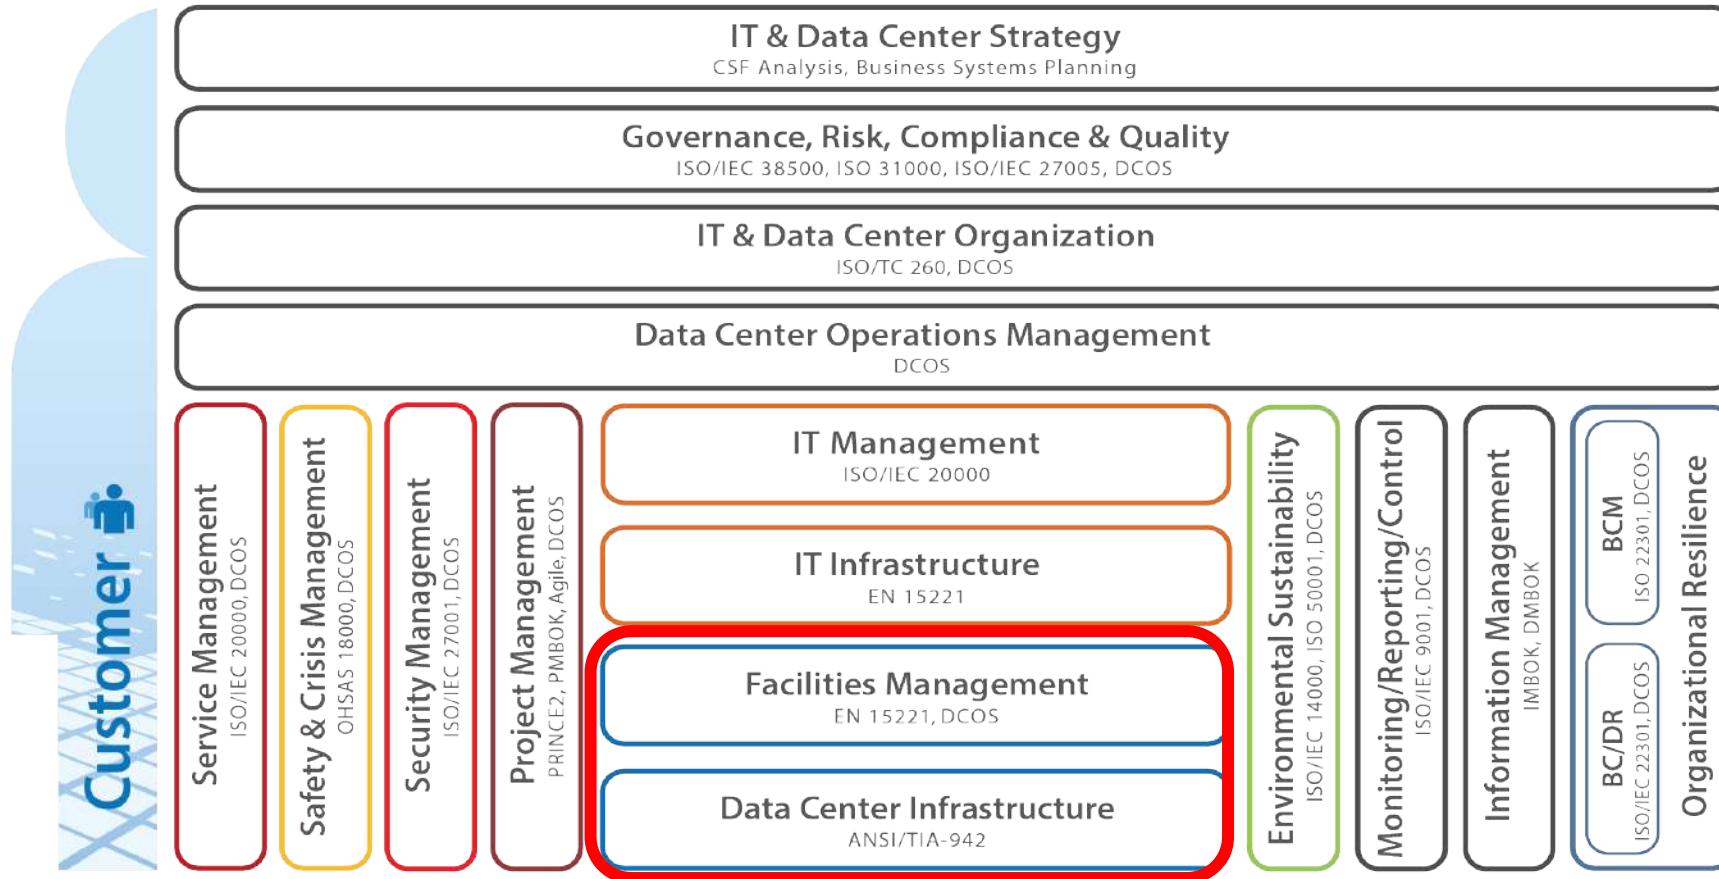 IT & Data Center Strategy
CSF Analysis, Business Systems Planning
Governance, Risk, Compliance & Quality
ISO/IEC 38500, ISO 31000, ISO/IEC 27005, DCOS
IT & Data Center Organization
ISO/TC 260, DCOS
Data Center Operations Management
DCOS
Customer
Service Management
ISO/IEC 20000, DCOS
Safety & Crisis Management
OHSAS 18000, DCOS
Security Management
ISO/IEC 27001, DCOS
Project Management
PRINCE2, PMBOK, Agile, DCOS
IT Management
ISO/IEC 20000
IT Infrastructure
EN 15221
Facilities Management
EN 15221, DCOS
Data Center Infrastructure
ANSI/TIA-942
Environmental Sustainability
ISO/IEC 14000, ISO 50001, DCOS
Monitoring/Reporting/Control
ISO/IEC 9001, DCOS
Information Management
IMBOK, DMBOK
BCM
ISO 22301, DCOS
BC/DR
ISO/IEC 22301, DCOS
Organizational Resilience